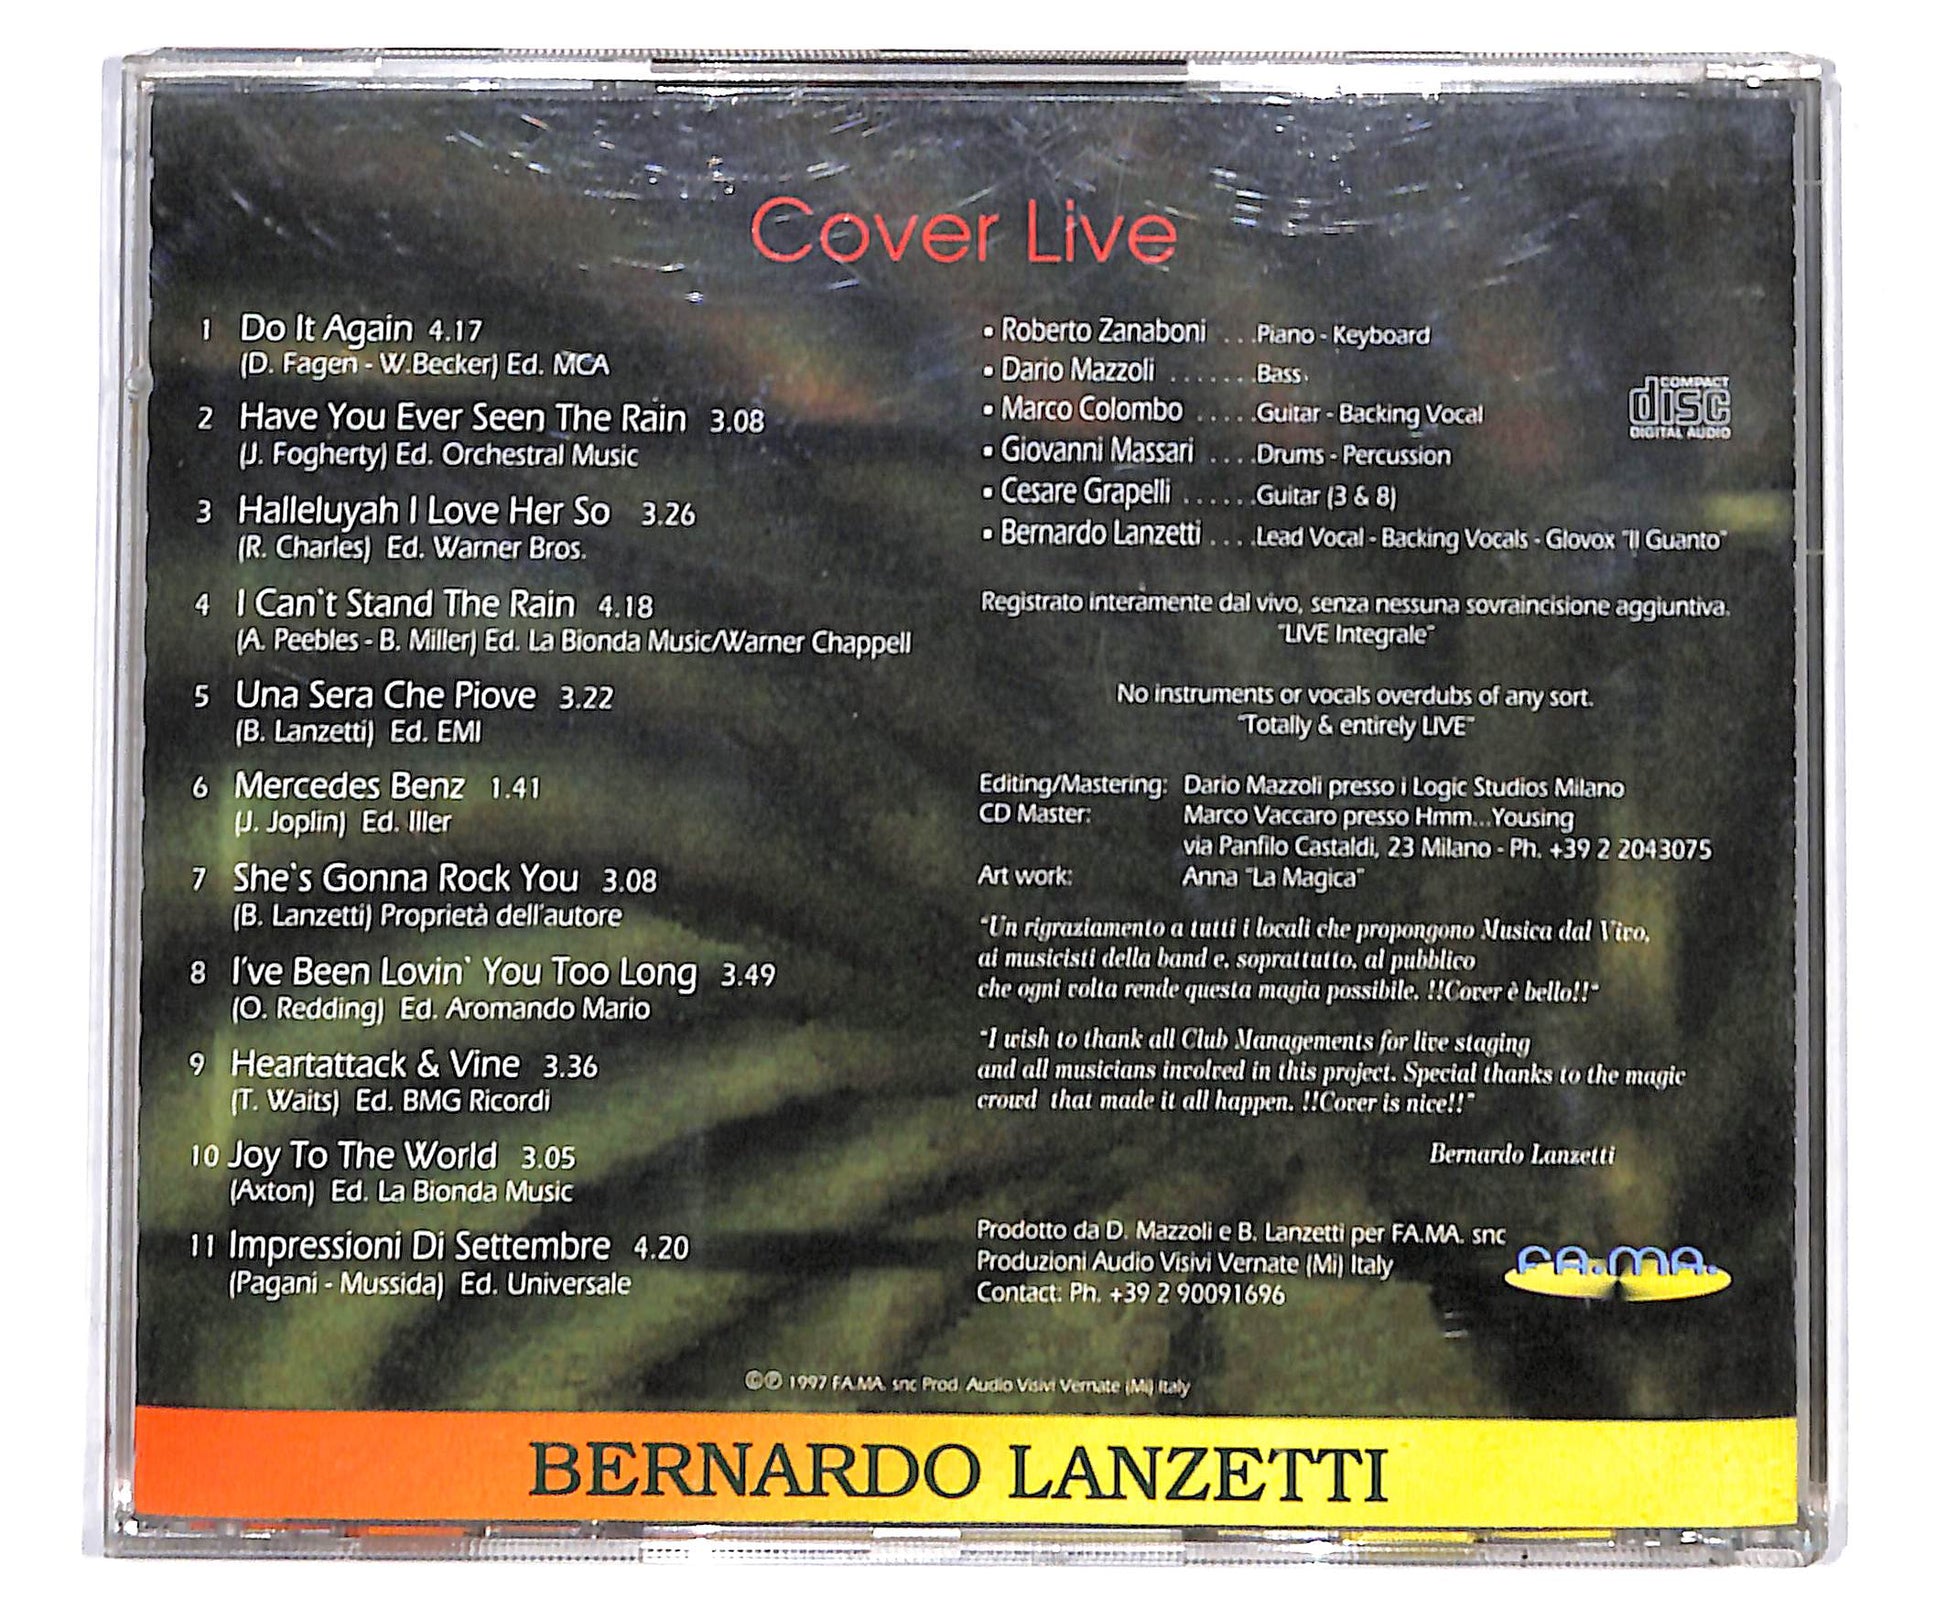 Cover Live
1 Do It Again 4.17
(D. Fagen - W.Becker) Ed. MCA
2 Have You Ever Seen The Rain 3.08
(J. Fogherty) Ed. Orchestral Music
3 Halleluyah I Love Her So 3.26
(R. Charles) Ed. Warner Bros.
4 I Can't Stand The Rain 4.18
(A. Peebles - B. Miller) Ed. La Bionda Music/Warner Chappell
5 Una Sera Che Piove 3.22
(B. Lanzetti) Ed. EMI
6 Mercedes Benz 1.41
(J. Joplin) Ed. Iller
7 She's Gonna Rock You 3.08
(B. Lanzetti) Proprietà dell'autore
8 I've Been Lovin' You Too Long 3.49
(O. Redding) Ed. Aromando Mario
9 Heartattack & Vine 3.36
(T. Waits) Ed. BMG Ricordi
10 Joy To The World 3.05
(Axton) Ed. La Bionda Music
11 Impressioni Di Settembre 4.20
(Pagani - Mussida) Ed. Universale
• Roberto Zanaboni ...Piano - Keyboard
• Dario Mazzoli .......Bass
• Marco Colombo .....Guitar - Backing Vocal
• Giovanni Massari ....Drums - Percussion
• Cesare Grapelli ......Guitar (3 & 8)
• Bernardo Lanzetti ....Lead Vocal - Backing Vocals - Glovox "Il Guanto"
COMPACT
disc
DIGITAL AUDIO
Registrato interamente dal vivo, senza nessuna sovraincisione aggiuntiva.
"LIVE Integrale"
No instruments or vocals overdubs of any sort.
"Totally & entirely LIVE"
Editing/Mastering: Dario Mazzoli presso i Logic Studios Milano
CD Master: Marco Vaccaro presso Hmm...Yousing
via Panfilo Castaldi, 23 Milano - Ph. +39 2 2043075
Art work: Anna "La Magica"
"Un rigraziamento a tutti i locali che propongono Musica dal Vivo,
ai musicisti della band e, soprattutto, al pubblico
che ogni volta rende questa magia possibile. !!Cover è bello!!"
"I wish to thank all Club Managements for live staging
and all musicians involved in this project. Special thanks to the magic
crowd that made it all happen. !!Cover is nice!!"
Bernardo Lanzetti
Prodotto da D. Mazzoli e B. Lanzetti per FA.MA. snc
Produzioni Audio Visivi Vernate (Mi) Italy
Contact: Ph. +39 2 90091696
FA.MA.
©℗ 1997 FA.MA. snc Prod. Audio Visivi Vernate (Mi) Italy
BERNARDO LANZETTI